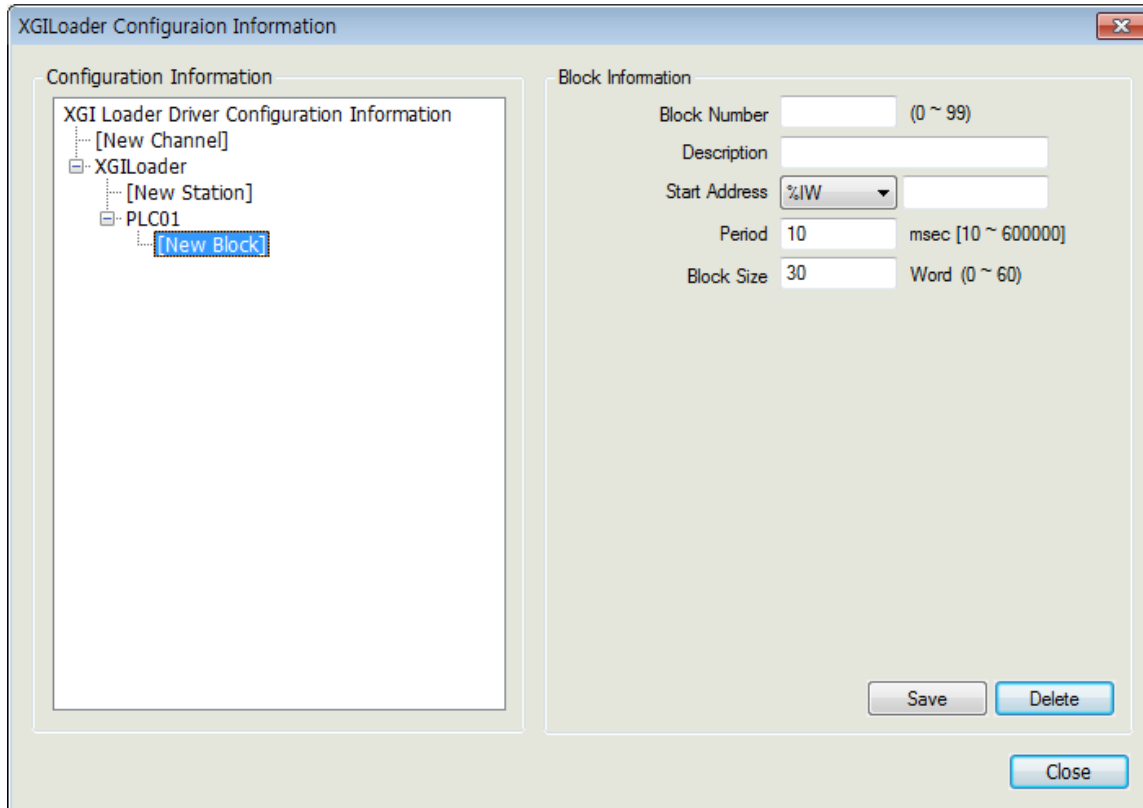 XGILoader Configuraion Information
Configuration Information
XGI Loader Driver Configuration Information
[New Channel]
XGILoader
[New Station]
PLC01
[New Block]
Block Information
Block Number (0 ~ 99)
Description
Start Address %IW
Period 10 msec [10 ~ 600000]
Block Size 30 Word (0 ~ 60)
Save Delete
Close